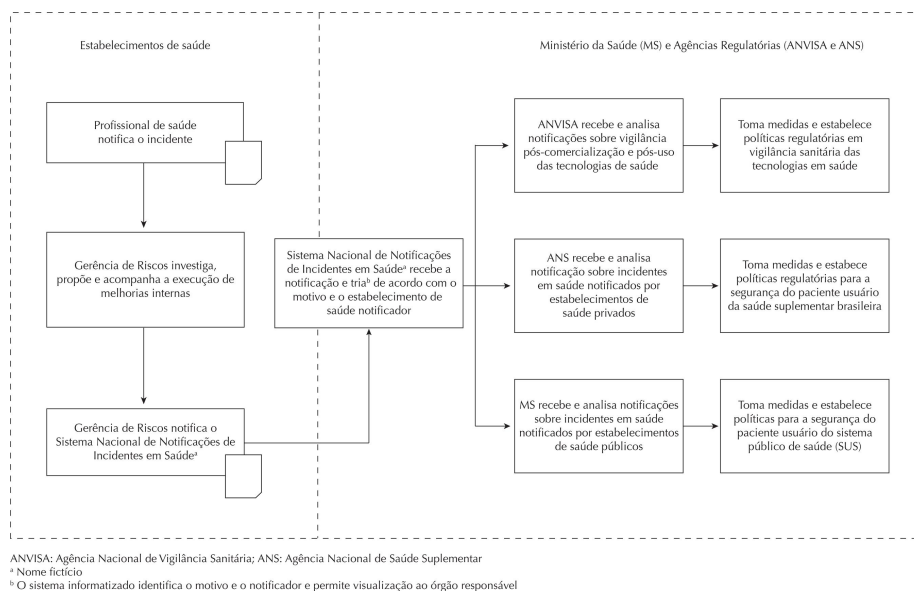 Estabelecimentos de saúde
Ministério da Saúde (MS) e Agências Regulatórias (ANVISA e ANS)
Profissional de saúde
notifica o incidente
Gerência de Riscos investiga,
propõe e acompanha a execução de
melhorias internas
Gerência de Riscos notifica o
Sistema Nacional de Notificações de
Incidentes em Saúdeª
Sistema Nacional de Notificações
de Incidentes em Saúdeª recebe a
notificação e triaᵇ de acordo com o
motivo e o estabelecimento de
saúde notificador
ANVISA recebe e analisa
notificações sobre vigilância
pós-comercialização e pós-uso
das tecnologias de saúde
Toma medidas e estabelece
políticas regulatórias em
vigilância sanitária das
tecnologias em saúde
ANS recebe e analisa
notificação sobre incidentes
em saúde notificados por
estabelecimentos de
saúde privados
Toma medidas e estabece
políticas regulatórias para a
segurança do paciente usuário
da saúde suplementar brasileira
MS recebe e analisa notificações
sobre incidentes em saúde
notificados por estabelecimentos
de saúde públicos
Toma medidas e estabelece
políticas para a segurança do
paciente usuário do sistema
público de saúde (SUS)
ANVISA: Agência Nacional de Vigilância Sanitária; ANS: Agência Nacional de Saúde Suplementar
ª Nome fictício
ᵇ O sistema informatizado identifica o motivo e o notificador e permite visualização ao órgão responsável